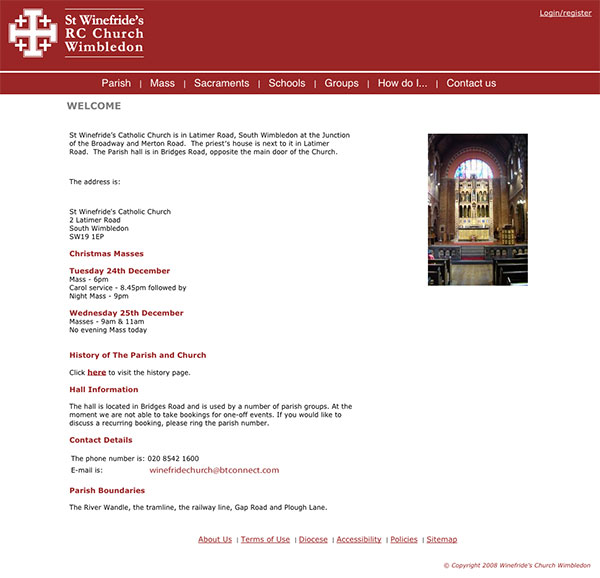 St Winefride's
RC Church
Wimbledon
Login/register
Parish | Mass | Sacraments | Schools | Groups | How do I... | Contact us
WELCOME
St Winefride's Catholic Church is in Latimer Road, South Wimbledon at the Junction
of the Broadway and Merton Road. The priest's house is next to it in Latimer
Road. The Parish hall is in Bridges Road, opposite the main door of the Church.
The address is:
St Winefride's Catholic Church
2 Latimer Road
South Wimbledon
SW19 1EP
Christmas Masses
Tuesday 24th December
Mass - 6pm
Carol service - 8.45pm followed by
Night Mass - 9pm
Wednesday 25th December
Masses - 9am & 11am
No evening Mass today
History of The Parish and Church
Click here to visit the history page.
Hall Information
The hall is located in Bridges Road and is used by a number of parish groups. At the
moment we are not able to take bookings for one-off events. If you would like to
discuss a recurring booking, please ring the parish number.
Contact Details
The phone number is: 020 8542 1600
E-mail is: winefridechurch@btconnect.com
Parish Boundaries
The River Wandle, the tramline, the railway line, Gap Road and Plough Lane.
About Us | Terms of Use | Diocese | Accessibility | Policies | Sitemap
© Copyright 2008 Winefride's Church Wimbledon